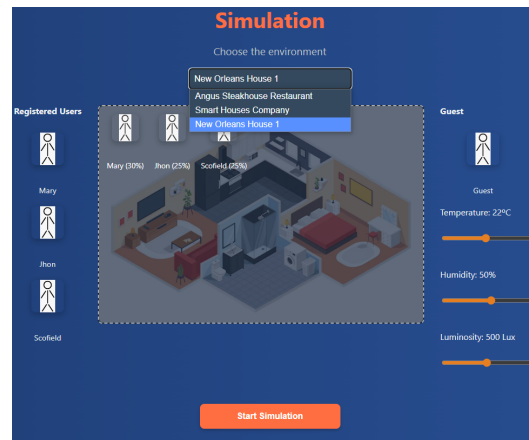 Simulation
Choose the environment
New Orleans House 1
Angus Steakhouse Restaurant
Smart Houses Company
New Orleans House 1
Registered Users
Mary
Jhon
Scofield
Mary (30%)
Jhon (25%)
Scofield (25%)
Guest
Guest
Temperature: 22ºC
Humidity: 50%
Luminosity: 500 Lux
Start Simulation